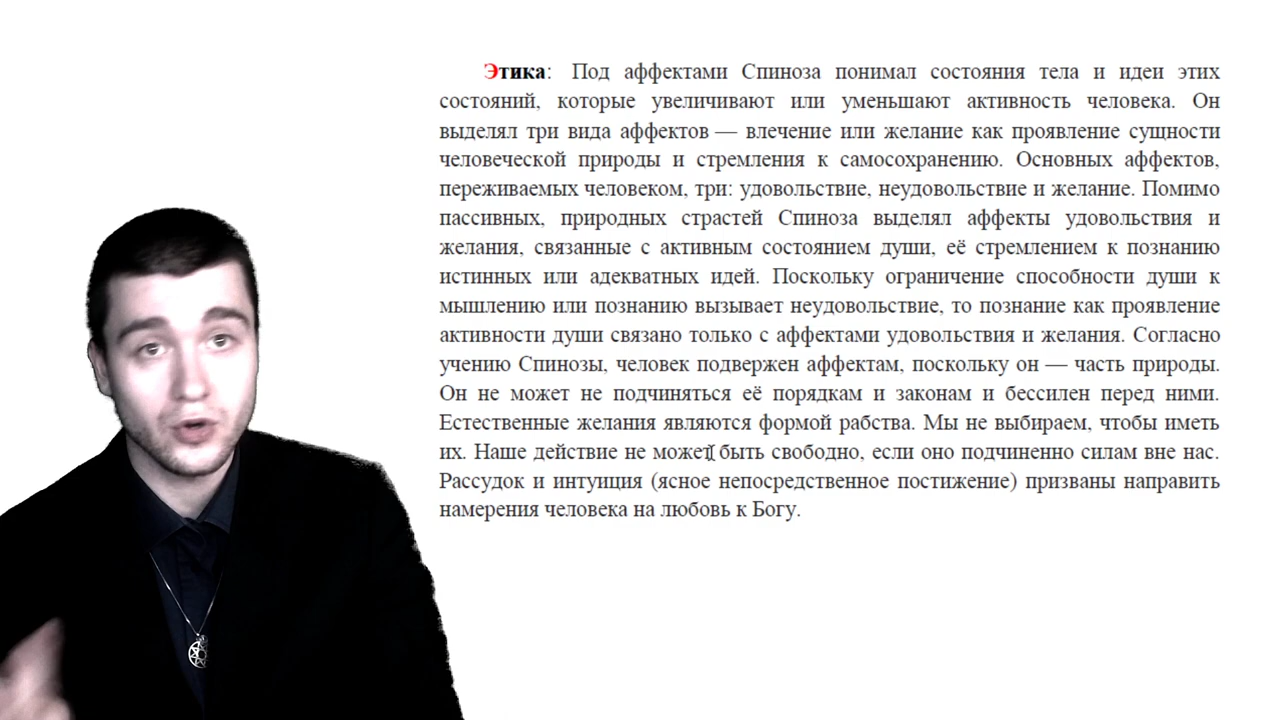 Этика: Под аффектами Спиноза понимал состояния тела и идеи этих
состояний, которые увеличивают или уменьшают активность человека. Он
выделял три вида аффектов — влечение или желание как проявление сущности
человеческой природы и стремления к самосохранению. Основных аффектов,
переживаемых человеком, три: удовольствие, неудовольствие и желание. Помимо
пассивных, природных страстей Спиноза выделял аффекты удовольствия и
желания, связанные с активным состоянием души, её стремлением к познанию
истинных или адекватных идей. Поскольку ограничение способности души к
мышлению или познанию вызывает неудовольствие, то познание как проявление
активности души связано только с аффектами удовольствия и желания. Согласно
учению Спинозы, человек подвержен аффектам, поскольку он — часть природы.
Он не может не подчиняться её порядкам и законам и бессилен перед ними.
Естественные желания являются формой рабства. Мы не выбираем, чтобы иметь
их. Наше действие не может быть свободно, если оно подчиненно силам вне нас.
Рассудок и интуиция (ясное непосредственное постижение) призваны направить
намерения человека на любовь к Богу.